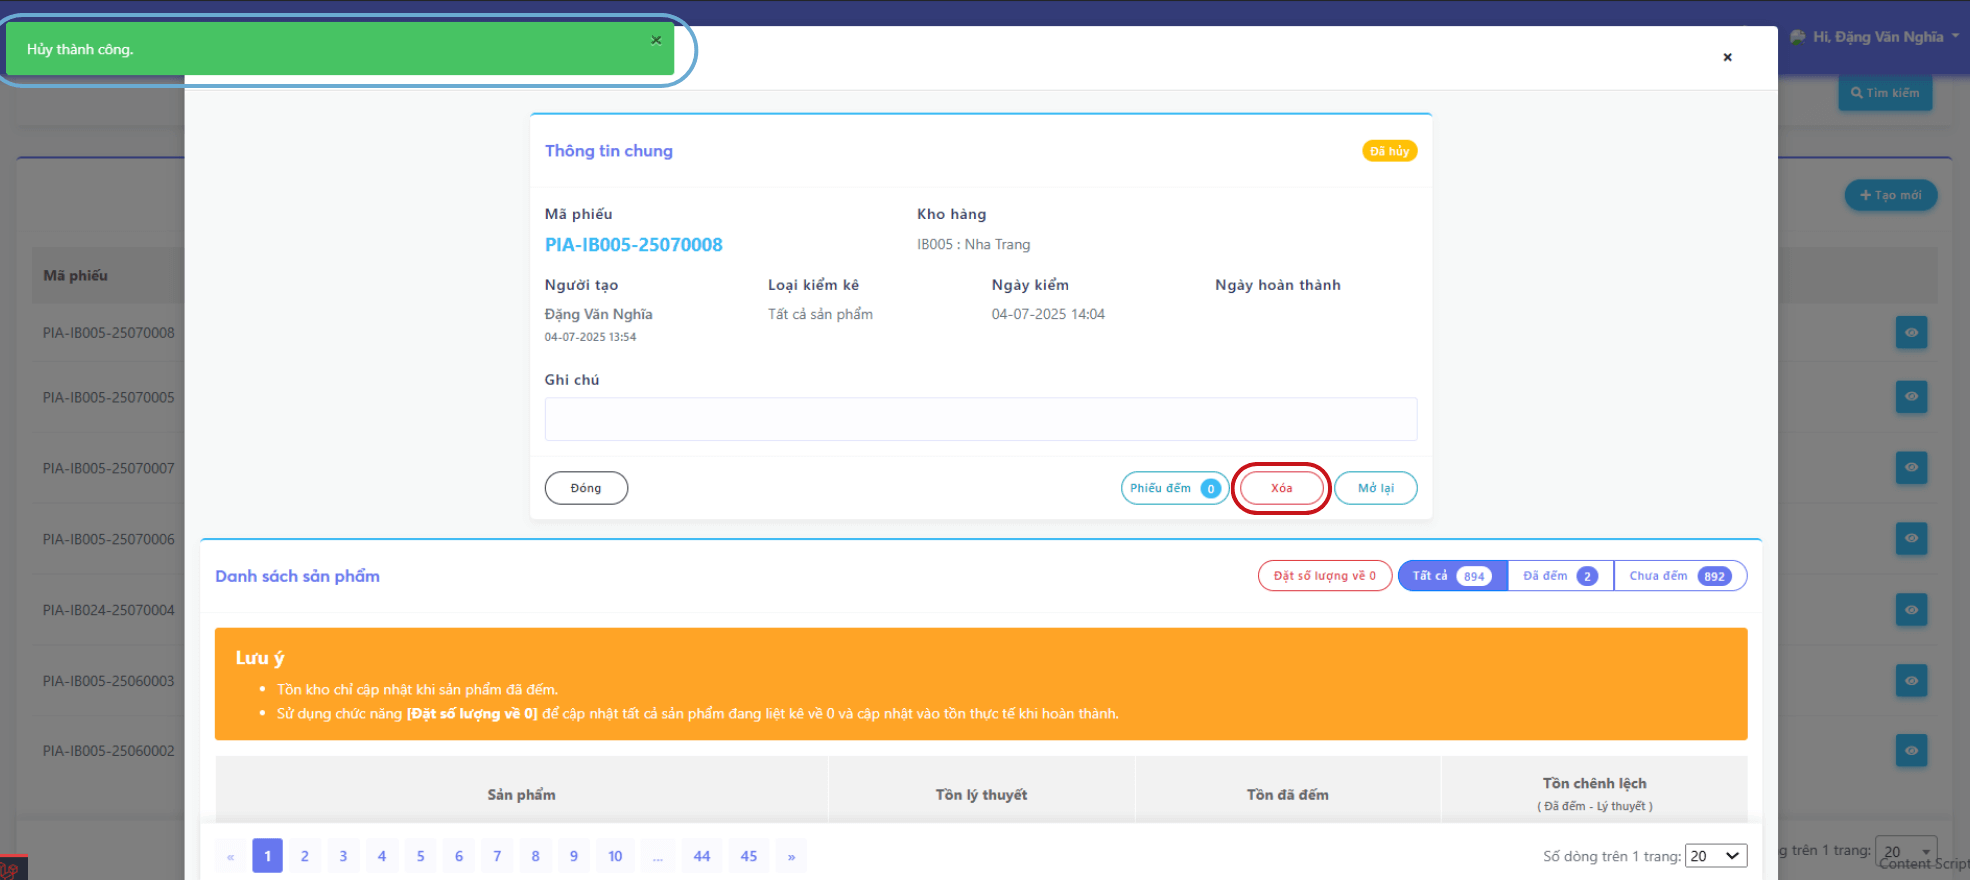 Hủy thành công.
×
×
Hi, Đặng Văn Nghĩa
Tìm kiếm
Thông tin chung
Đã hủy
+ Tạo mới
Mã phiếu
Kho hàng
PIA-IB005-25070008
IB005 : Nha Trang
Mã phiếu
Người tạo
Loại kiểm kê
Ngày kiểm
Ngày hoàn thành
Đặng Văn Nghĩa
Tất cả sản phẩm
04-07-2025 14:04
04-07-2025 13:54
PIA-IB005-25070008
Ghi chú
PIA-IB005-25070005
PIA-IB005-25070007
Đóng
Phiếu đếm 0
Xóa
Mở lại
PIA-IB005-25070006
Danh sách sản phẩm
Đặt số lượng về 0
Tất cả 894
Đã đếm 2
Chưa đếm 892
PIA-IB024-25070004
Lưu ý
• Tồn kho chỉ cập nhật khi sản phẩm đã đếm.
• Sử dụng chức năng [Đặt số lượng về 0] để cập nhật tất cả sản phẩm đang liệt kê về 0 và cập nhật vào tồn thực tế khi hoàn thành.
PIA-IB005-25060003
PIA-IB005-25060002
Sản phẩm
Tồn lý thuyết
Tồn đã đếm
Tồn chênh lệch
( Đã đếm - Lý thuyết )
« 1 2 3 4 5 6 7 8 9 10 ... 44 45 »
Số dòng trên 1 trang: 20
g trên 1 trang: 20
Content Script